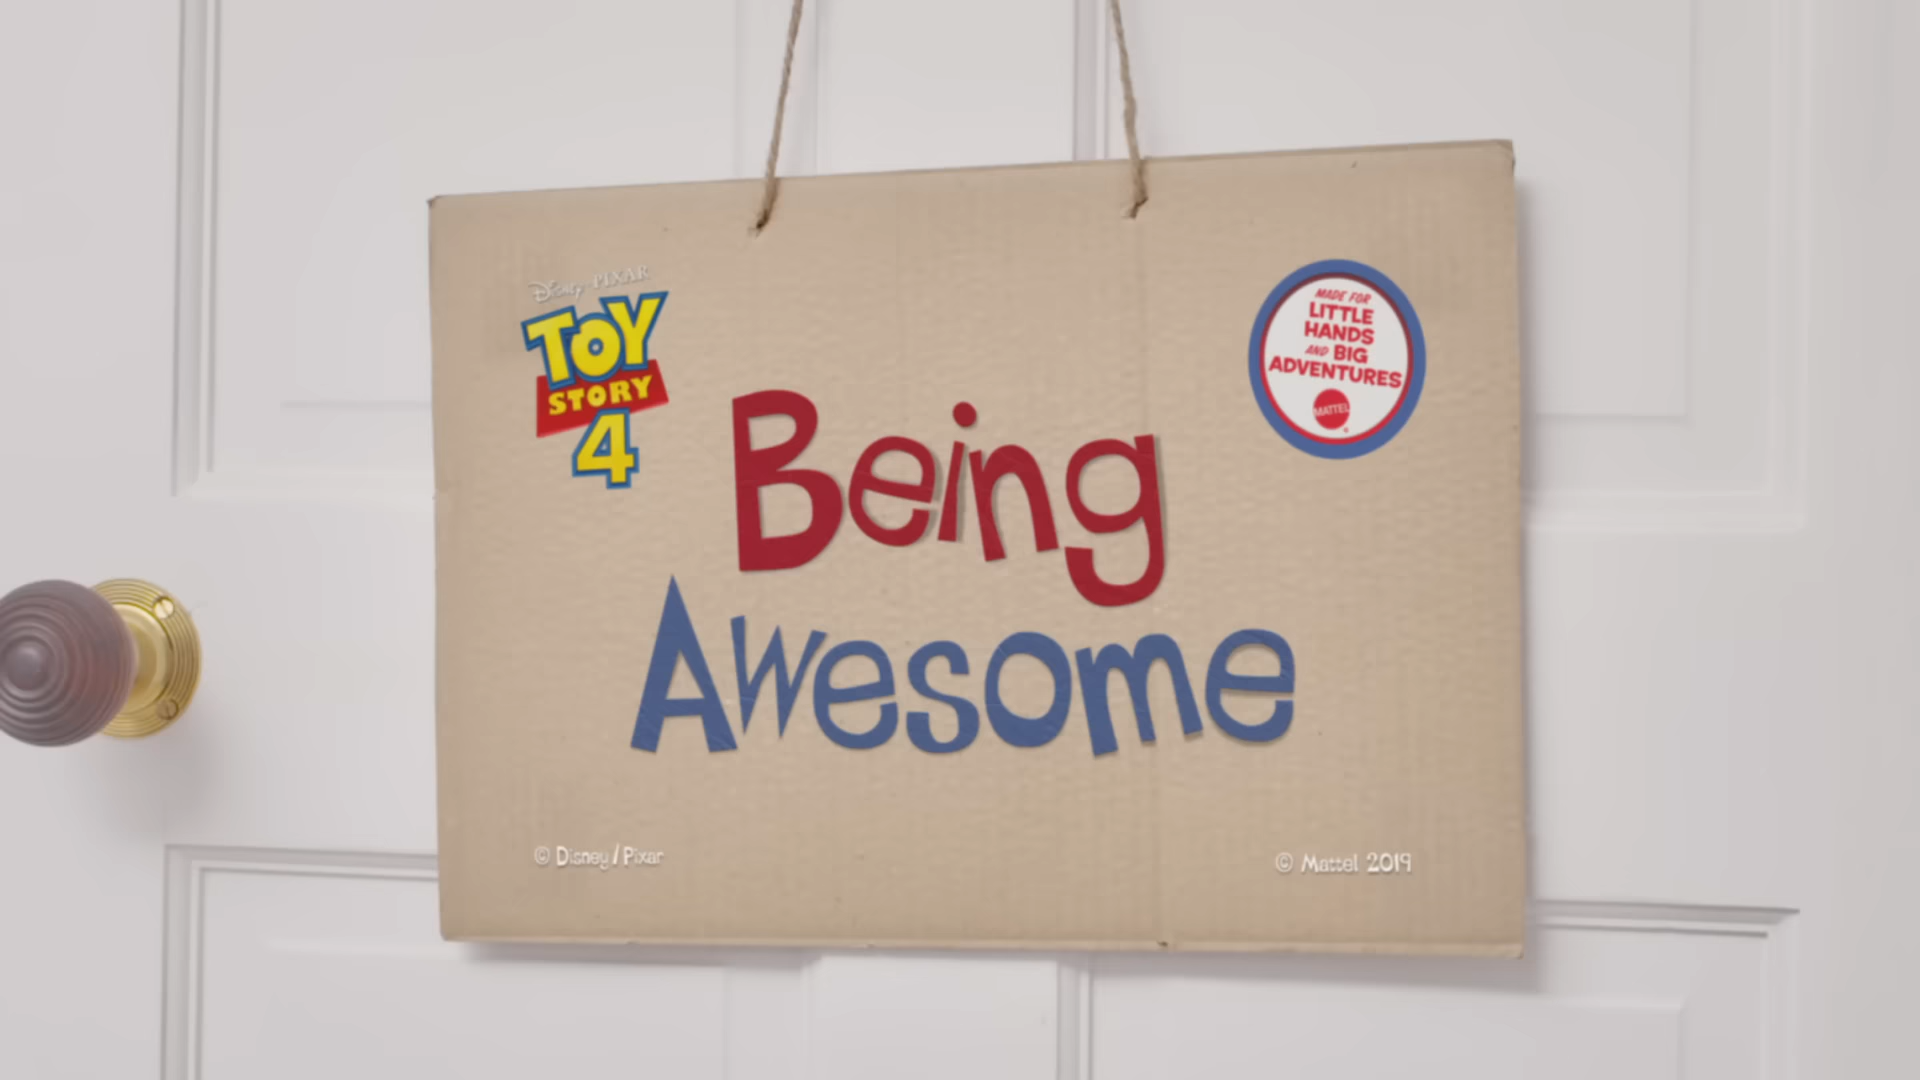 Disney · PIXAR
TOY
STORY
4
MADE FOR
LITTLE
HANDS
AND BIG
ADVENTURES
MATTEL
Being
Awesome
© Disney / Pixar
© Mattel 2019